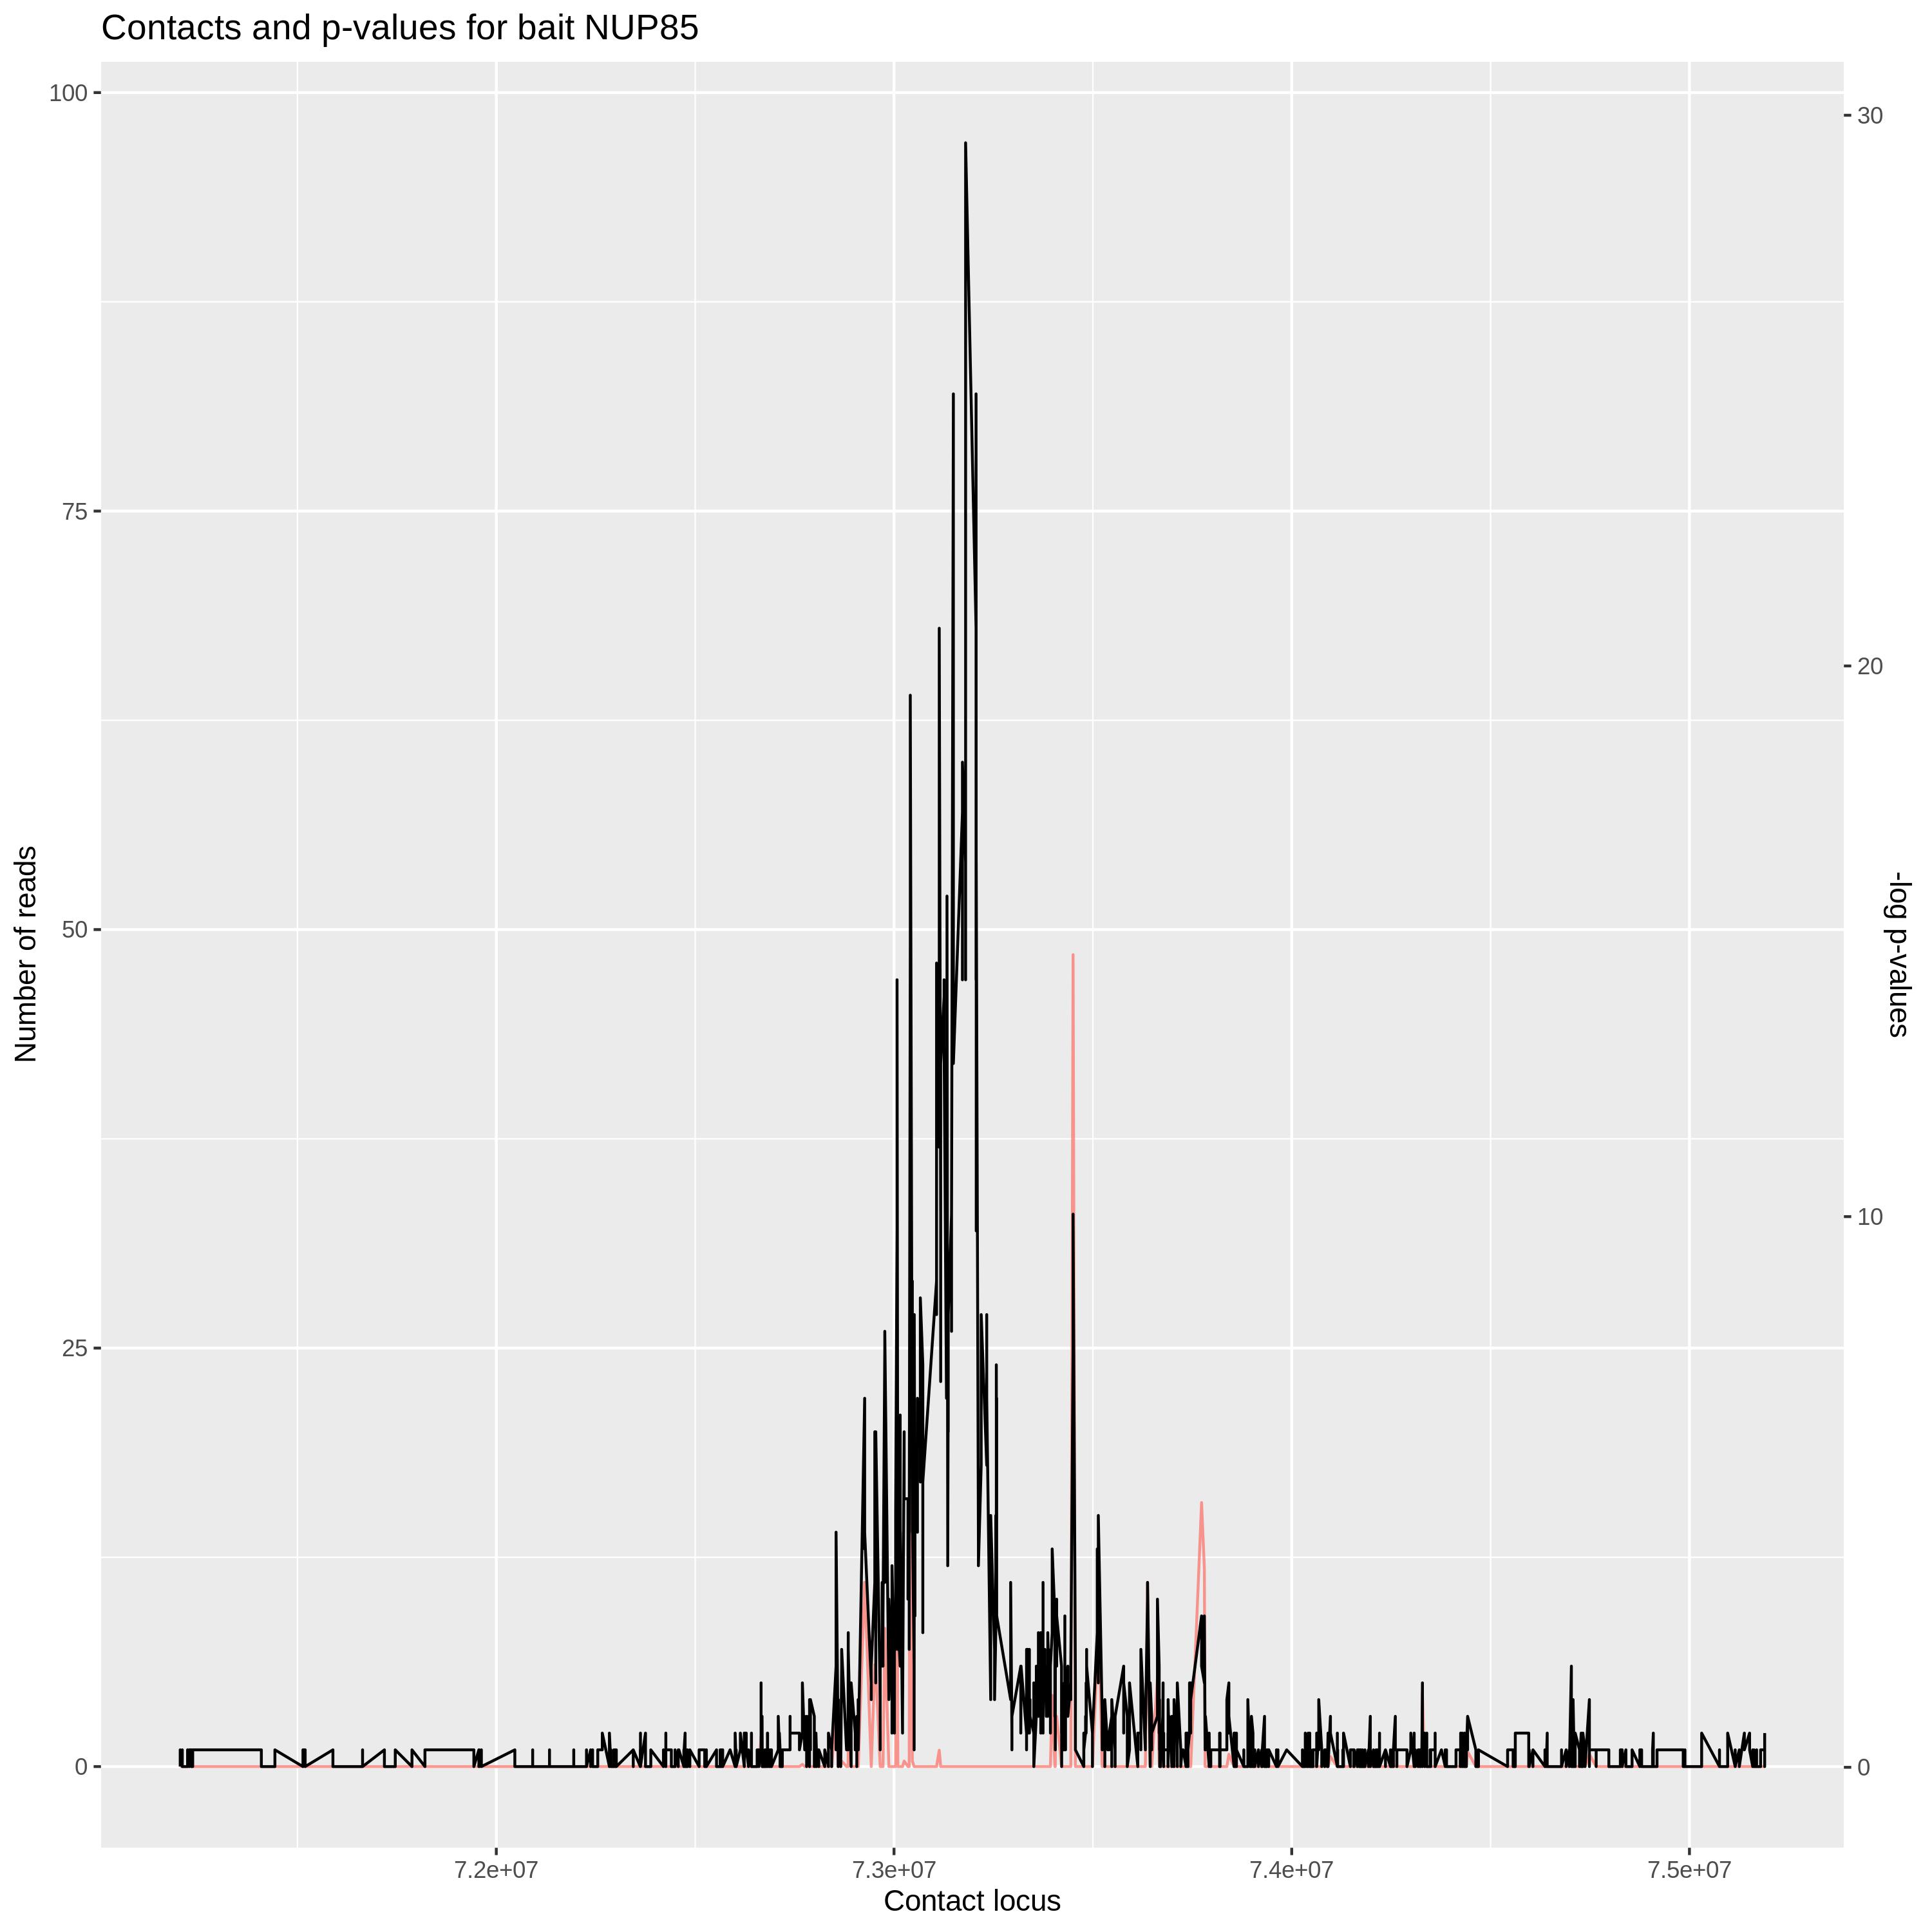 Contacts and p-values for bait NUP85
100
75
50
25
0
30
20
10
0
Number of reads
-log p-values
7.2e+07
7.3e+07
7.4e+07
7.5e+07
Contact locus